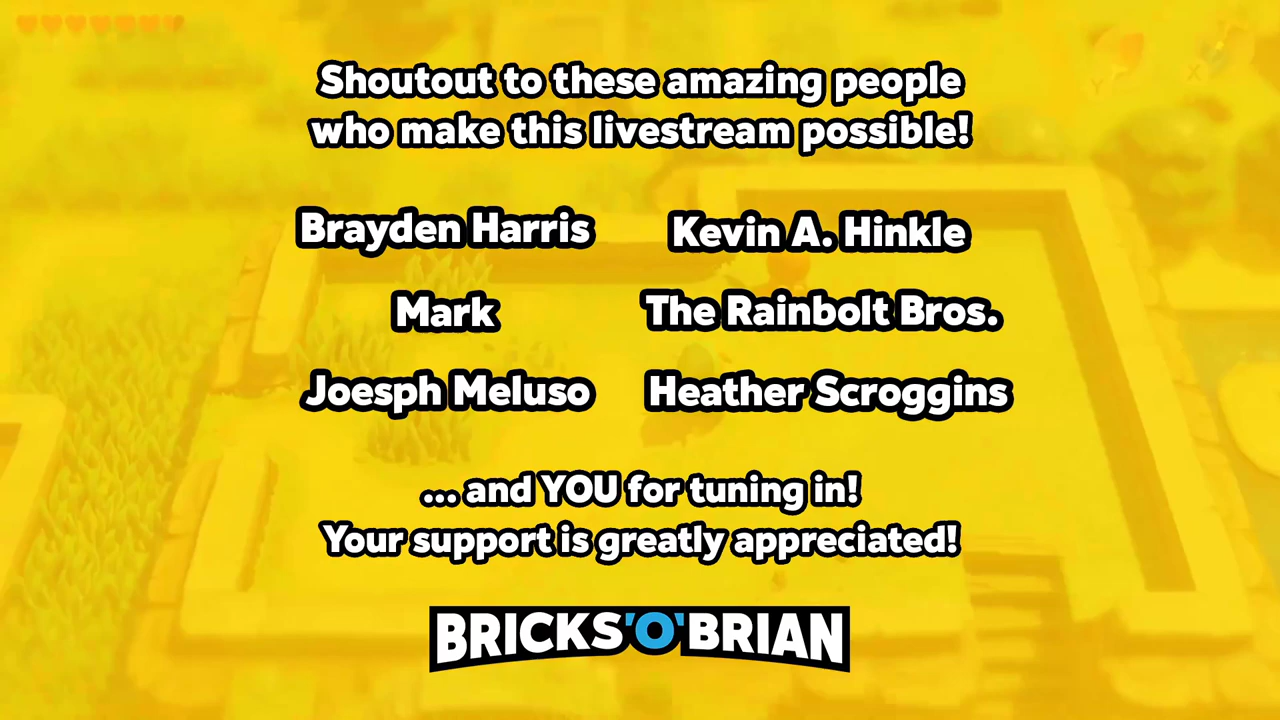 Shoutout to these amazing people
who make this livestream possible!
Brayden Harris
Kevin A. Hinkle
Mark
The Rainbolt Bros.
Joesph Meluso
Heather Scroggins
... and YOU for tuning in!
Your support is greatly appreciated!
BRICKS'O'BRIAN
Y
X